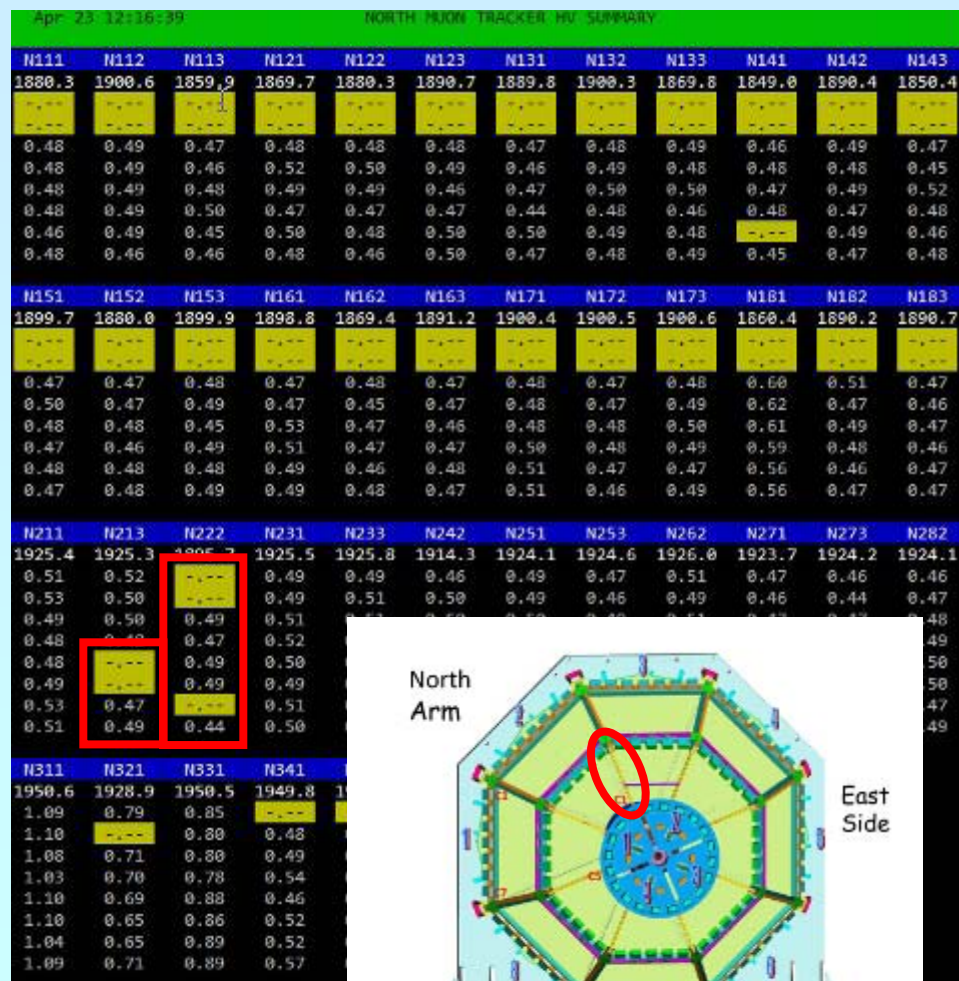 Apr 23 12:16:39 NORTH MUON TRACKER HV SUMMARY
N111 N112 N113 N121 N122 N123 N131 N132 N133 N141 N142 N143
1880.3 1900.6 1859.9 1869.7 1880.3 1890.7 1889.8 1900.3 1869.8 1849.0 1890.4 1850.4
-.-- -.-- -.-- -.-- -.-- -.-- -.-- -.-- -.-- -.-- -.-- -.--
-.-- -.-- -.-- -.-- -.-- -.-- -.-- -.-- -.-- -.-- -.-- -.--
0.48 0.49 0.47 0.48 0.48 0.48 0.47 0.48 0.49 0.46 0.49 0.47
0.48 0.49 0.46 0.52 0.50 0.49 0.46 0.49 0.48 0.48 0.48 0.45
0.48 0.49 0.48 0.49 0.49 0.46 0.47 0.50 0.50 0.47 0.49 0.52
0.48 0.49 0.50 0.47 0.47 0.47 0.44 0.48 0.46 0.48 0.47 0.48
0.46 0.49 0.45 0.50 0.48 0.50 0.50 0.49 0.48 -.-- 0.49 0.46
0.48 0.46 0.46 0.48 0.46 0.50 0.47 0.48 0.49 0.45 0.47 0.48
N151 N152 N153 N161 N162 N163 N171 N172 N173 N181 N182 N183
1899.7 1880.0 1899.9 1898.8 1869.4 1891.2 1900.4 1900.5 1900.6 1860.4 1890.2 1890.7
-.-- -.-- -.-- -.-- -.-- -.-- -.-- -.-- -.-- -.-- -.-- -.--
-.-- -.-- -.-- -.-- -.-- -.-- -.-- -.-- -.-- -.-- -.-- -.--
0.47 0.47 0.48 0.47 0.48 0.47 0.48 0.47 0.48 0.60 0.51 0.47
0.50 0.47 0.49 0.47 0.45 0.47 0.48 0.47 0.49 0.62 0.47 0.46
0.48 0.48 0.45 0.53 0.47 0.46 0.48 0.48 0.50 0.61 0.49 0.47
0.47 0.46 0.49 0.51 0.47 0.47 0.50 0.48 0.49 0.59 0.48 0.46
0.48 0.48 0.48 0.49 0.46 0.48 0.51 0.47 0.47 0.56 0.46 0.47
0.47 0.48 0.49 0.49 0.48 0.47 0.51 0.46 0.49 0.56 0.47 0.47
N211 N213 N222 N231 N233 N242 N251 N253 N262 N271 N273 N282
1925.4 1925.3 1925.5 1925.8 1914.3 1924.1 1924.6 1926.0 1923.7 1924.2 1924.1
0.51 0.52 -.-- 0.49 0.49 0.46 0.49 0.47 0.51 0.47 0.46 0.46
0.53 0.50 -.-- 0.49 0.51 0.50 0.49 0.46 0.49 0.46 0.44 0.47
0.49 0.50 0.49 0.51
0.48 0.47 0.52
0.48 -.-- 0.49 0.50
0.49 -.-- 0.49 0.49
0.53 0.47 -.-- 0.51
0.51 0.49 0.44 0.50
N311 N321 N331 N341
1950.6 1928.9 1950.5 1949.8
1.09 0.79 0.85 -.--
1.10 -.-- 0.80 0.48
1.08 0.71 0.80 0.49
1.03 0.70 0.78 0.54
1.10 0.69 0.88 0.46
1.10 0.65 0.86 0.52
1.04 0.65 0.89 0.52
1.09 0.71 0.89 0.57
North
Arm
East
Side